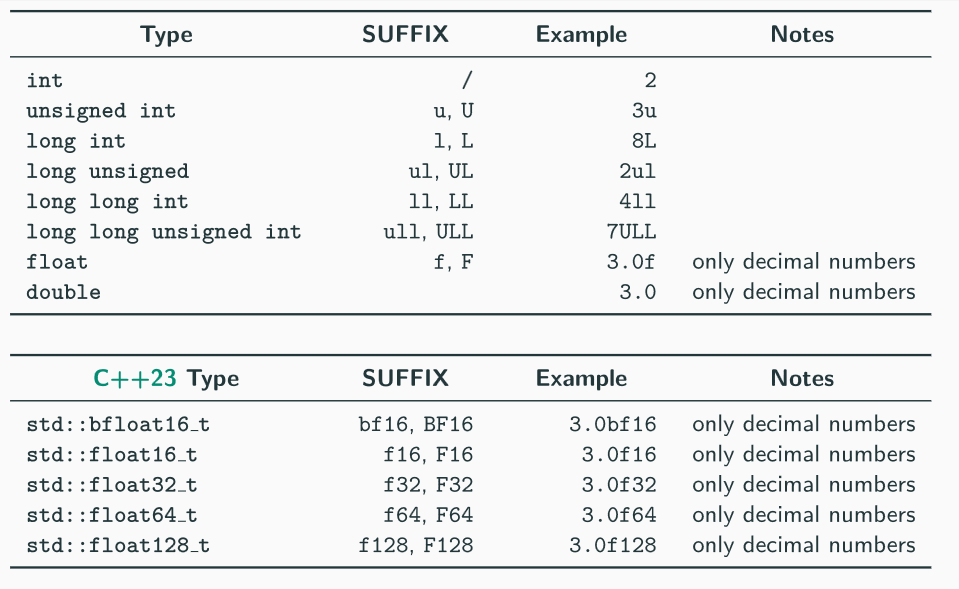 Type SUFFIX Example Notes
int / 2
unsigned int u, U 3u
long int l, L 8L
long unsigned ul, UL 2ul
long long int ll, LL 4ll
long long unsigned int ull, ULL 7ULL
float f, F 3.0f only decimal numbers
double 3.0 only decimal numbers
C++23 Type SUFFIX Example Notes
std::bfloat16_t bf16, BF16 3.0bf16 only decimal numbers
std::float16_t f16, F16 3.0f16 only decimal numbers
std::float32_t f32, F32 3.0f32 only decimal numbers
std::float64_t f64, F64 3.0f64 only decimal numbers
std::float128_t f128, F128 3.0f128 only decimal numbers